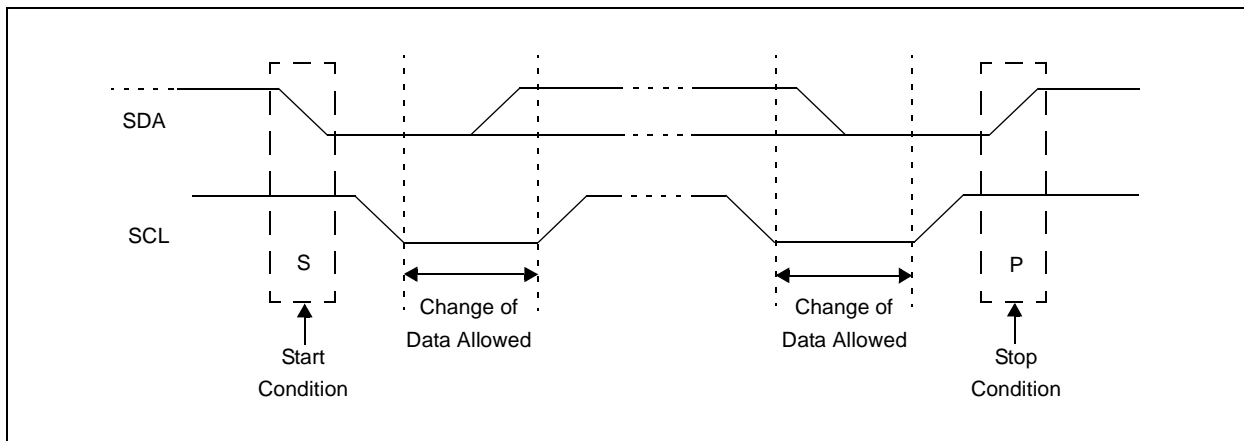 SDA
SCL
S
P
Change of
Data Allowed
Change of
Data Allowed
Start
Condition
Stop
Condition